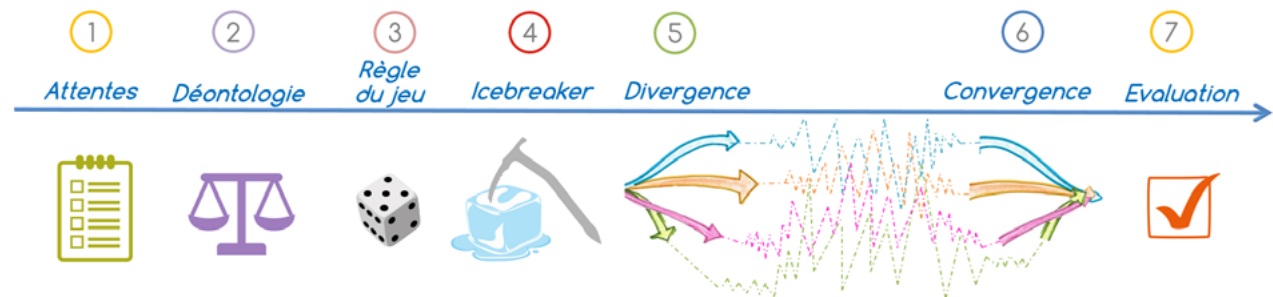 1
2
3
4
5
6
7
Attentes
Déontologie
Règle
du jeu
Icebreaker
Divergence
Convergence
Evaluation